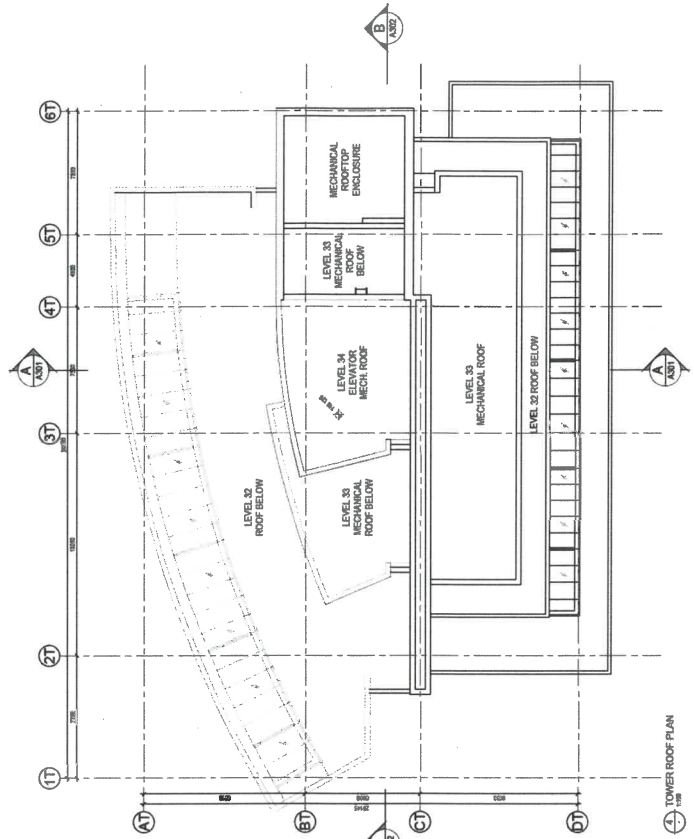 B
A302
6T
5T
4T
3T
2T
1T
MECHANICAL
ROOFTOP
ENCLOSURE
LEVEL 33
MECHANICAL
ROOF
BELOW
A
A301
LEVEL 34
ELEVATOR
MECH. ROOF
LEVEL 33
MECHANICAL ROOF
LEVEL 32 ROOF BELOW
A
A301
LEVEL 32
ROOF BELOW
LEVEL 33
MECHANICAL
ROOF BELOW
AT
BT
CT
DT
4
TOWER ROOF PLAN